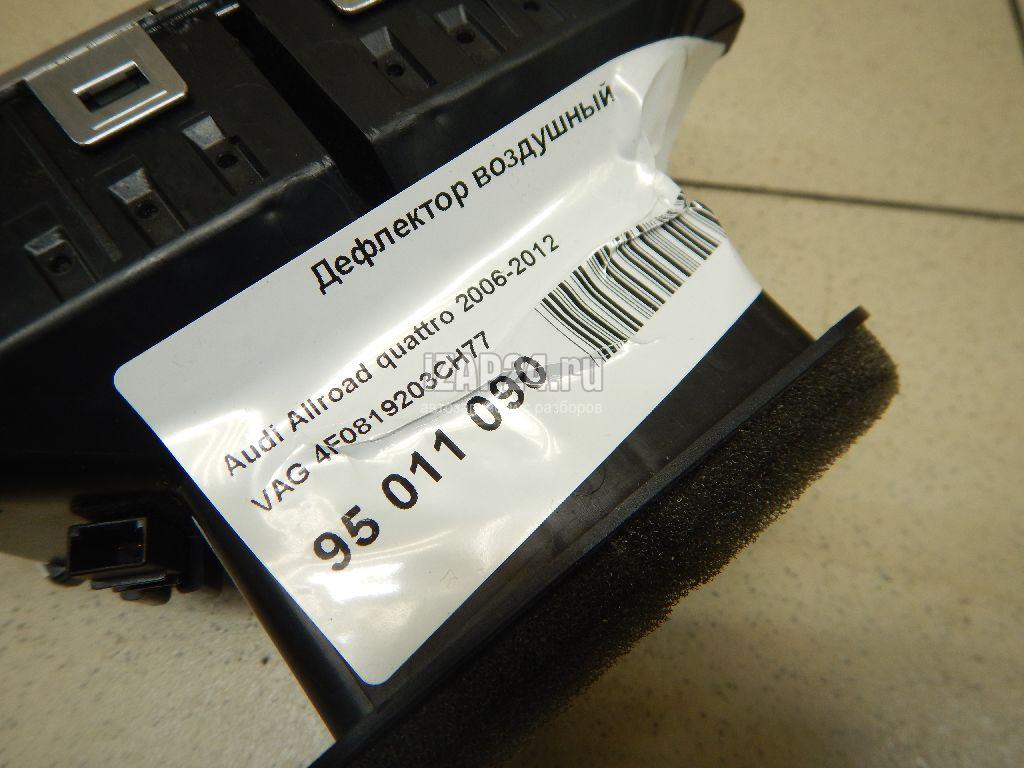 Дефлектор воздушный
Audi Allroad quattro 2006-2012
VAG 4F0819203CH77
95 011 090